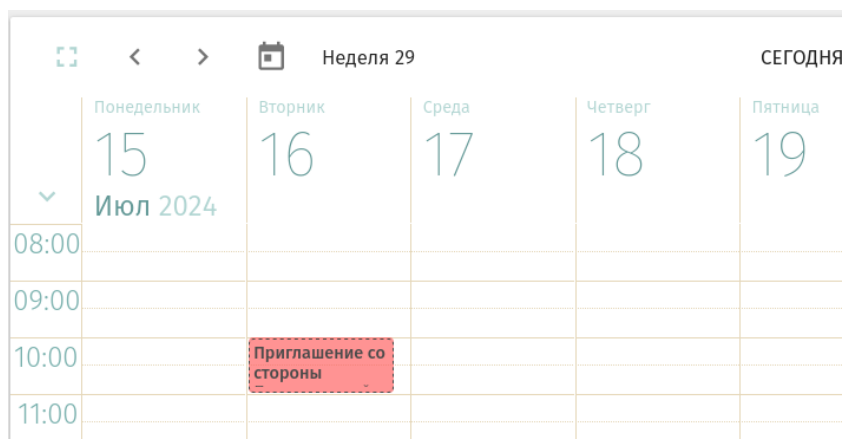 Неделя 29
СЕГОДНЯ
Понедельник Вторник Среда Четверг Пятница
15 16 17 18 19
Июл 2024
08:00
09:00
10:00
Приглашение со
стороны
11:00